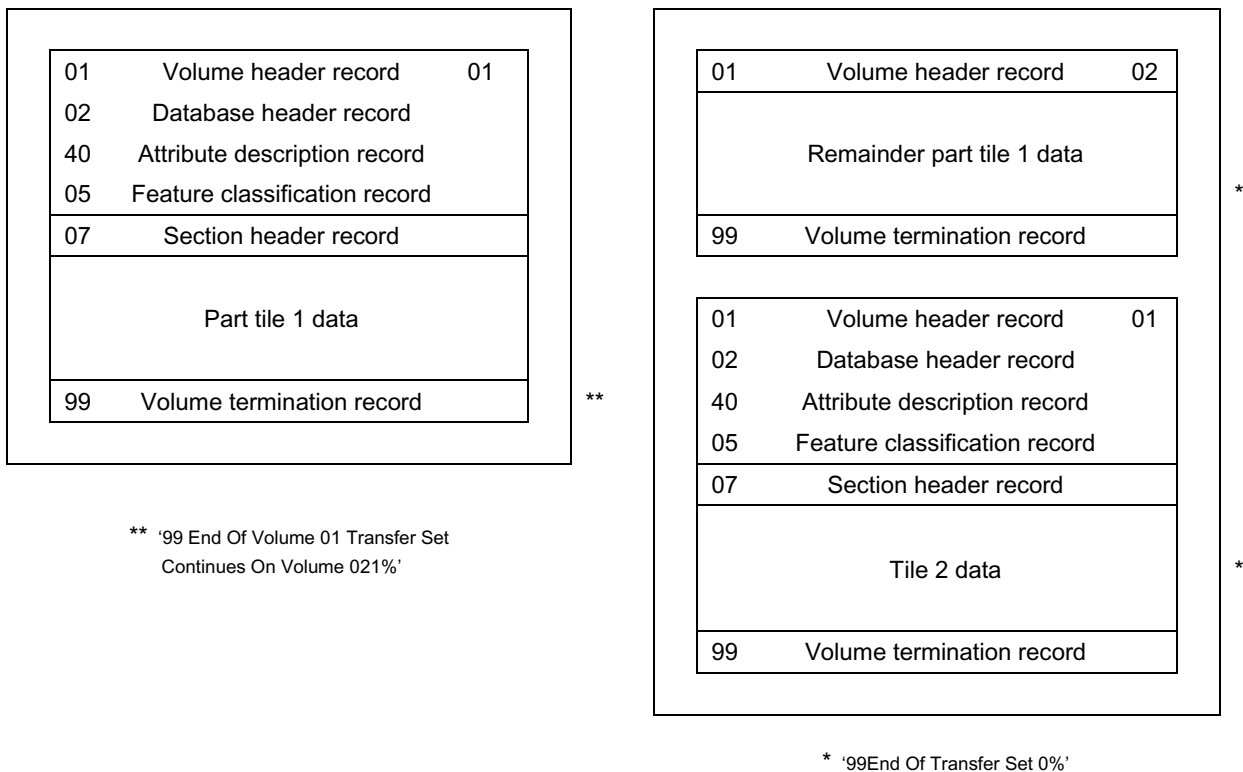 01 Volume header record 01
02 Database header record
40 Attribute description record
05 Feature classification record
07 Section header record
Part tile 1 data
99 Volume termination record
**
** ‘99 End Of Volume 01 Transfer Set
Continues On Volume 021%’
01 Volume header record 02
Remainder part tile 1 data
*
99 Volume termination record
01 Volume header record 01
02 Database header record
40 Attribute description record
05 Feature classification record
07 Section header record
Tile 2 data
*
99 Volume termination record
* ‘99End Of Transfer Set 0%’